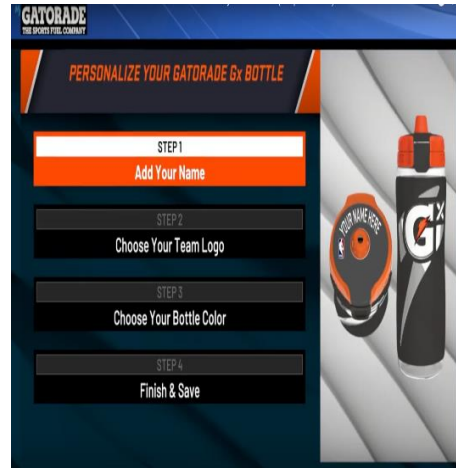 GATORADE
THE SPORTS FUEL COMPANY
PERSONALIZE YOUR GATORADE Gx BOTTLE
STEP 1
Add Your Name
STEP 2
Choose Your Team Logo
STEP 3
Choose Your Bottle Color
STEP 4
Finish & Save
YOUR NAME HERE
Gx